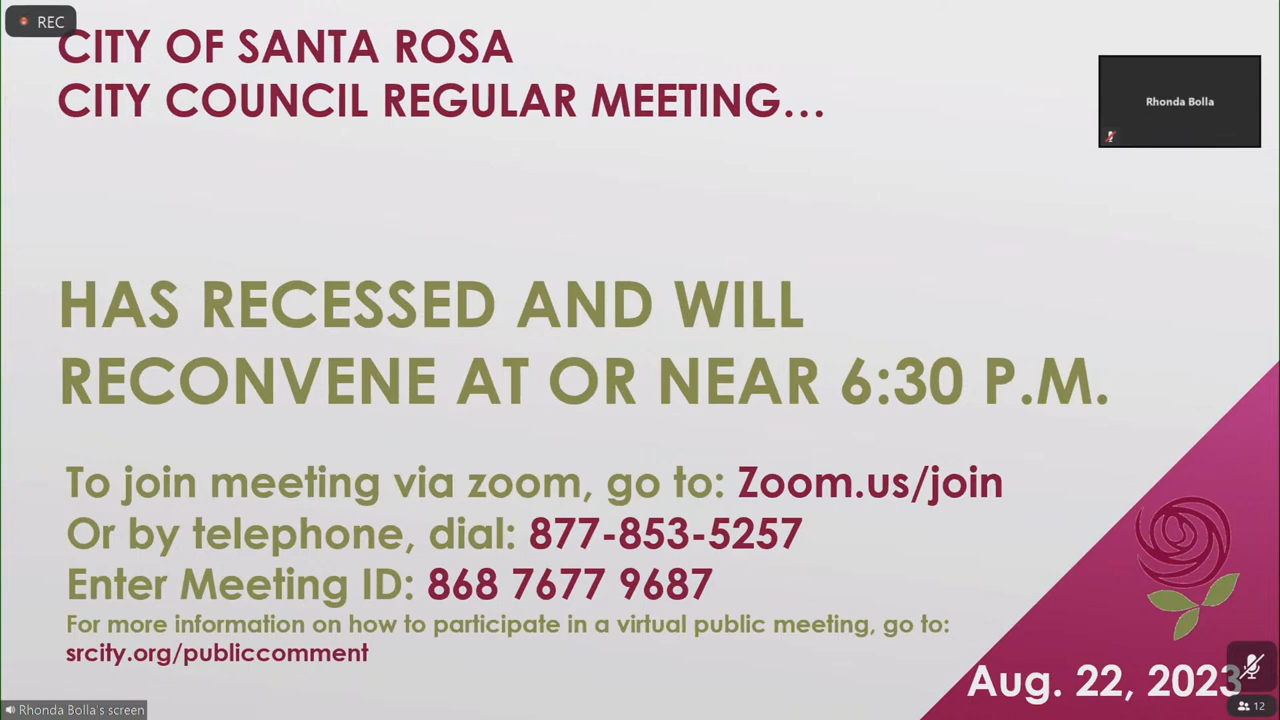 REC
CITY OF SANTA ROSA
CITY COUNCIL REGULAR MEETING...
Rhonda Bolla
HAS RECESSED AND WILL
RECONVENE AT OR NEAR 6:30 P.M.
To join meeting via zoom, go to: Zoom.us/join
Or by telephone, dial: 877-853-5257
Enter Meeting ID: 868 7677 9687
For more information on how to participate in a virtual public meeting, go to:
srcity.org/publiccomment
Aug. 22, 2023
Rhonda Bolla's screen
12